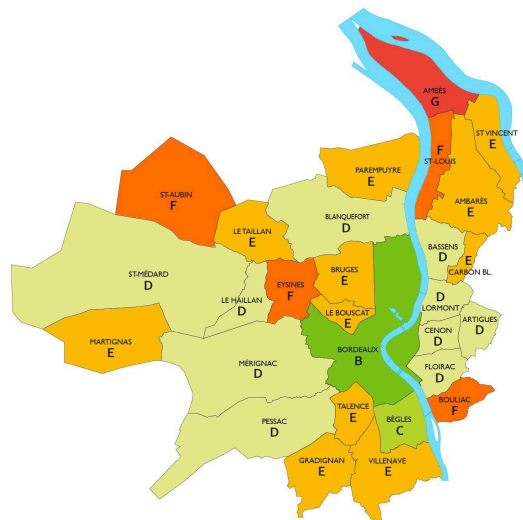 AMBÈS
G
ST VINCENT
E
F
ST-LOUIS
PAREMPUYRE
E
ST-AUBIN
F
AMBARÈS
E
BLANQUEFORT
D
LE TAILLAN
E
BASSENS
D
E
CARBON BL.
ST-MÉDARD
D
BRUGES
E
EYSINES
F
LE HAILLAN
D
D
LORMONT
LE BOUSCAT
E
ARTIGUES
D
CENON
D
MARTIGNAS
E
BORDEAUX
B
MÉRIGNAC
D
FLOIRAC
D
BOULIAC
F
TALENCE
E
BÈGLES
C
PESSAC
D
GRADIGNAN
E
VILLENAVE
E